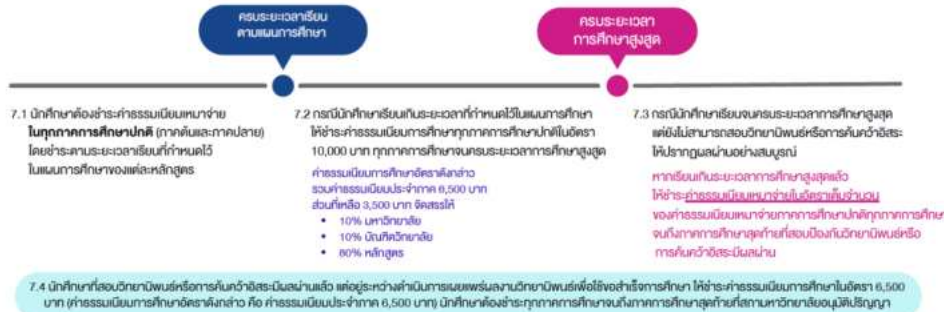 ครบระยะเวลาเรียน
ตามแผนการศึกษา
ครบระยะเวลา
การศึกษาสูงสุด
7.1 นักศึกษาต้องชำระค่าธรรมเนียมเหมาจ่าย
ในทุกภาคการศึกษาปกติ (ภาคต้นและภาคปลาย)
โดยชำระตามระยะเวลาเรียนที่กำหนดไว้
ในแผนการศึกษาของแต่ละหลักสูตร
7.2 กรณีนักศึกษาเรียนเกินระยะเวลาที่กำหนดไว้ในแผนการศึกษา
ให้ชำระค่าธรรมเนียมการศึกษาทุกภาคการศึกษาปกติในอัตรา
10,000 บาท ทุกภาคการศึกษาจนครบระยะเวลาการศึกษาสูงสุด
ค่าธรรมเนียมการศึกษาอัตราดังกล่าว
รวมค่าธรรมเนียมประจำภาค 6,500 บาท
ส่วนที่เหลือ 3,500 บาท จัดสรรให้
• 10% มหาวิทยาลัย
• 10% บัณฑิตวิทยาลัย
• 80% หลักสูตร
7.3 กรณีนักศึกษาเรียนจนครบระยะเวลาการศึกษาสูงสุด
แต่ยังไม่สามารถสอบวิทยานิพนธ์หรือการค้นคว้าอิสระ
ให้ปรากฏผลผ่านอย่างสมบูรณ์
หากเรียนเกินระยะเวลาการศึกษาสูงสุดแล้ว
ให้ชำระค่าธรรมเนียมเหมาจ่ายในอัตราเต็มจำนวน
ของค่าธรรมเนียมเหมาจ่ายภาคการศึกษาปกติทุกภาคการศึกษา
จนถึงภาคการศึกษาสุดท้ายที่สอบป้องกันวิทยานิพนธ์หรือ
การค้นคว้าอิสระมีผลผ่าน
7.4 นักศึกษาที่สอบวิทยานิพนธ์หรือการค้นคว้าอิสระมีผลผ่านแล้ว แต่อยู่ระหว่างดำเนินการเผยแพร่ผลงานวิทยานิพนธ์เพื่อใช้ขอสำเร็จการศึกษา ให้ชำระค่าธรรมเนียมการศึกษาในอัตรา 6,500
บาท (ค่าธรรมเนียมการศึกษาอัตราดังกล่าว คือ ค่าธรรมเนียมประจำภาค 6,500 บาท) นักศึกษาต้องชำระทุกภาคการศึกษาจนถึงภาคการศึกษาสุดท้ายที่สภามหาวิทยาลัยอนุมัติปริญญา